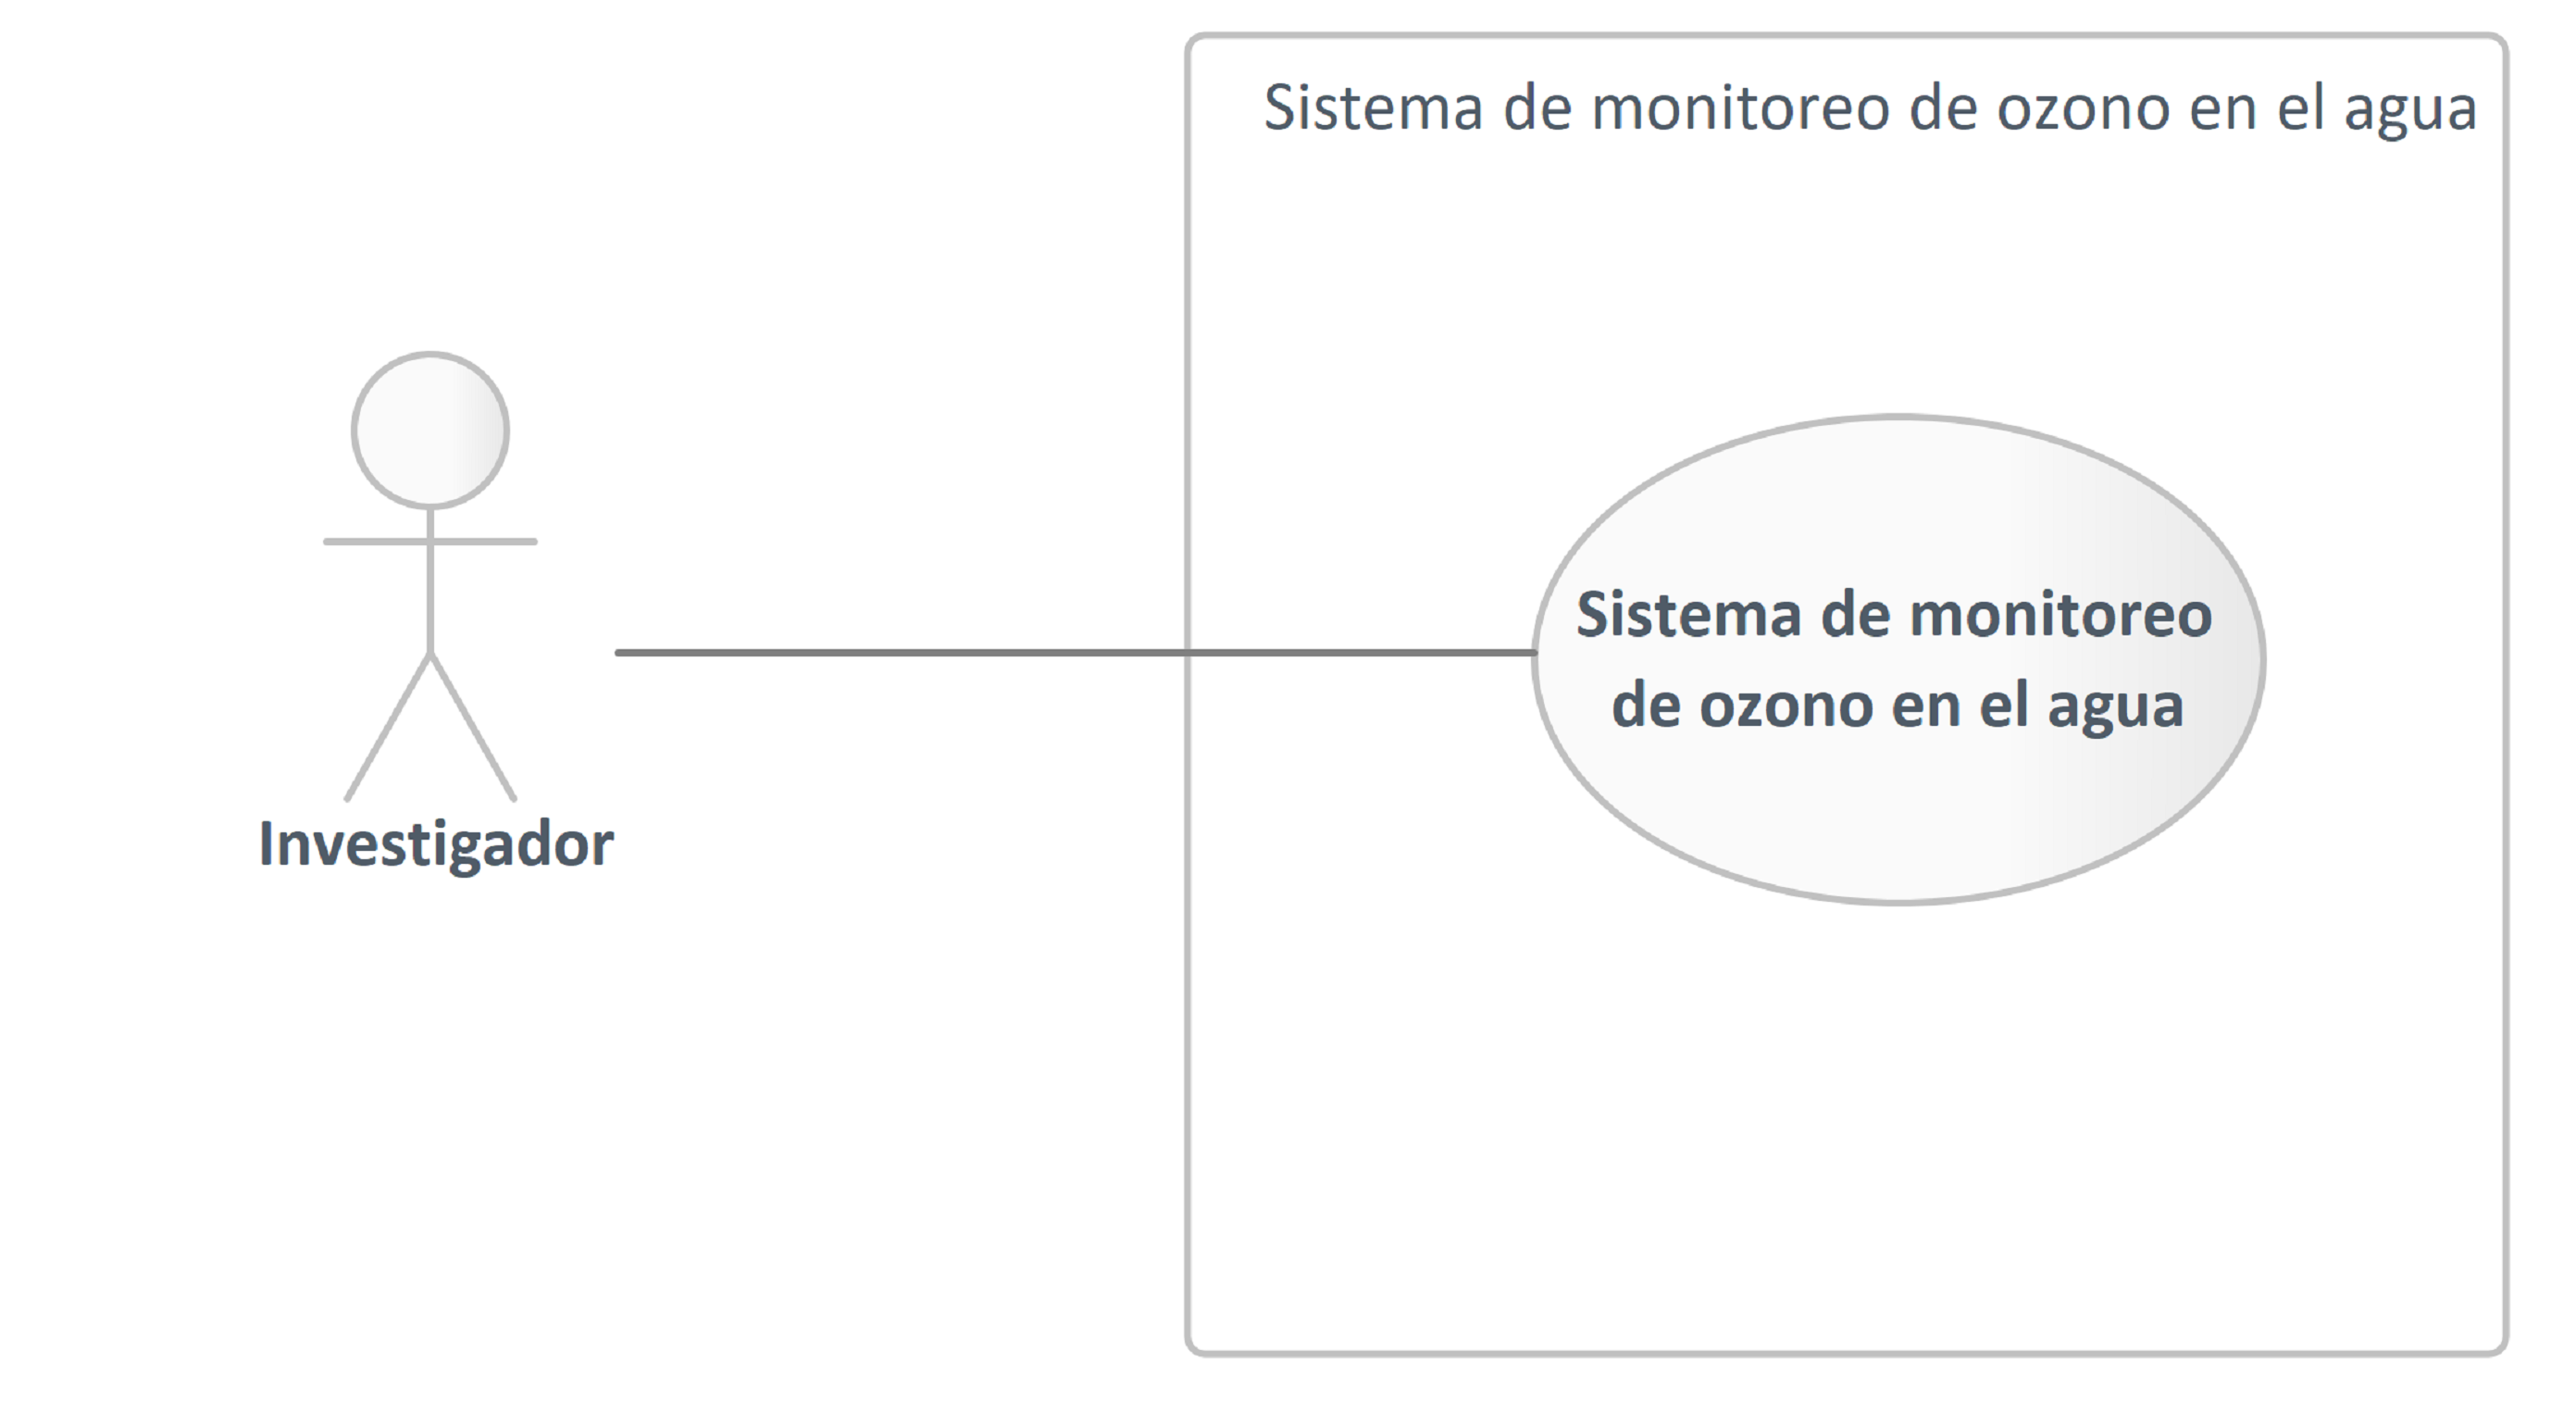 Sistema de monitoreo de ozono en el agua
Sistema de monitoreo
de ozono en el agua
Investigador